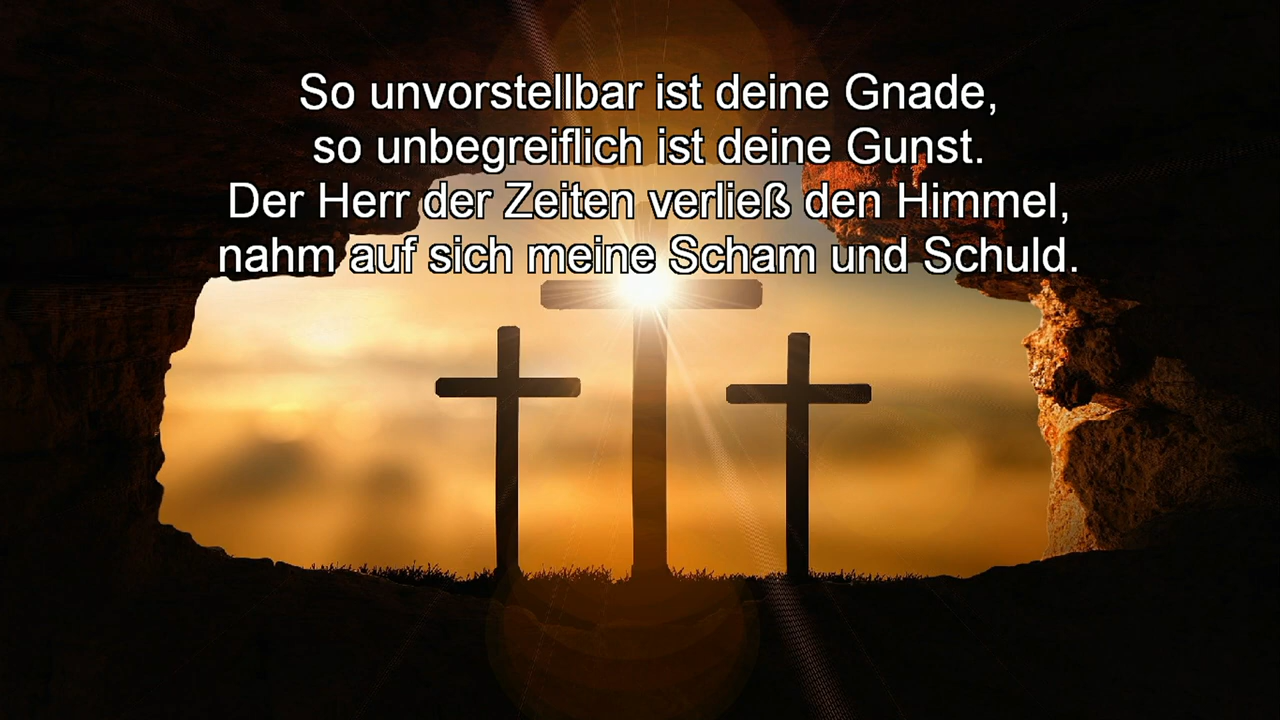 So unvorstellbar ist deine Gnade,
so unbegreiflich ist deine Gunst.
Der Herr der Zeiten verließ den Himmel,
nahm auf sich meine Scham und Schuld.